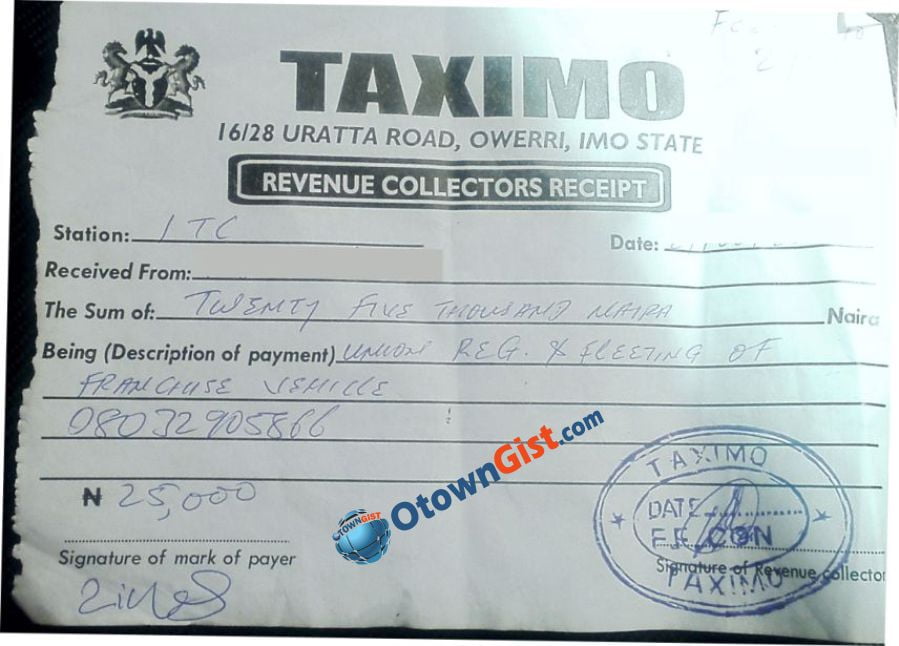 TAXIMO
16/28 URATTA ROAD, OWERRI, IMO STATE
REVENUE COLLECTORS RECEIPT
Station: ITC
Date:
Received From:
The Sum of: TWENTY FIVE THOUSAND NAIRA Naira
Being (Description of payment) UNION REG. & FLEETING OF
FRANCHISE VEHICLE
08032905866
₦ 25,000
CTOWNGIST OtownGist.com
TAXIMO
DATE
F.F. CON
TAXIMO
Signature of mark of payer
Signature of Revenue collector